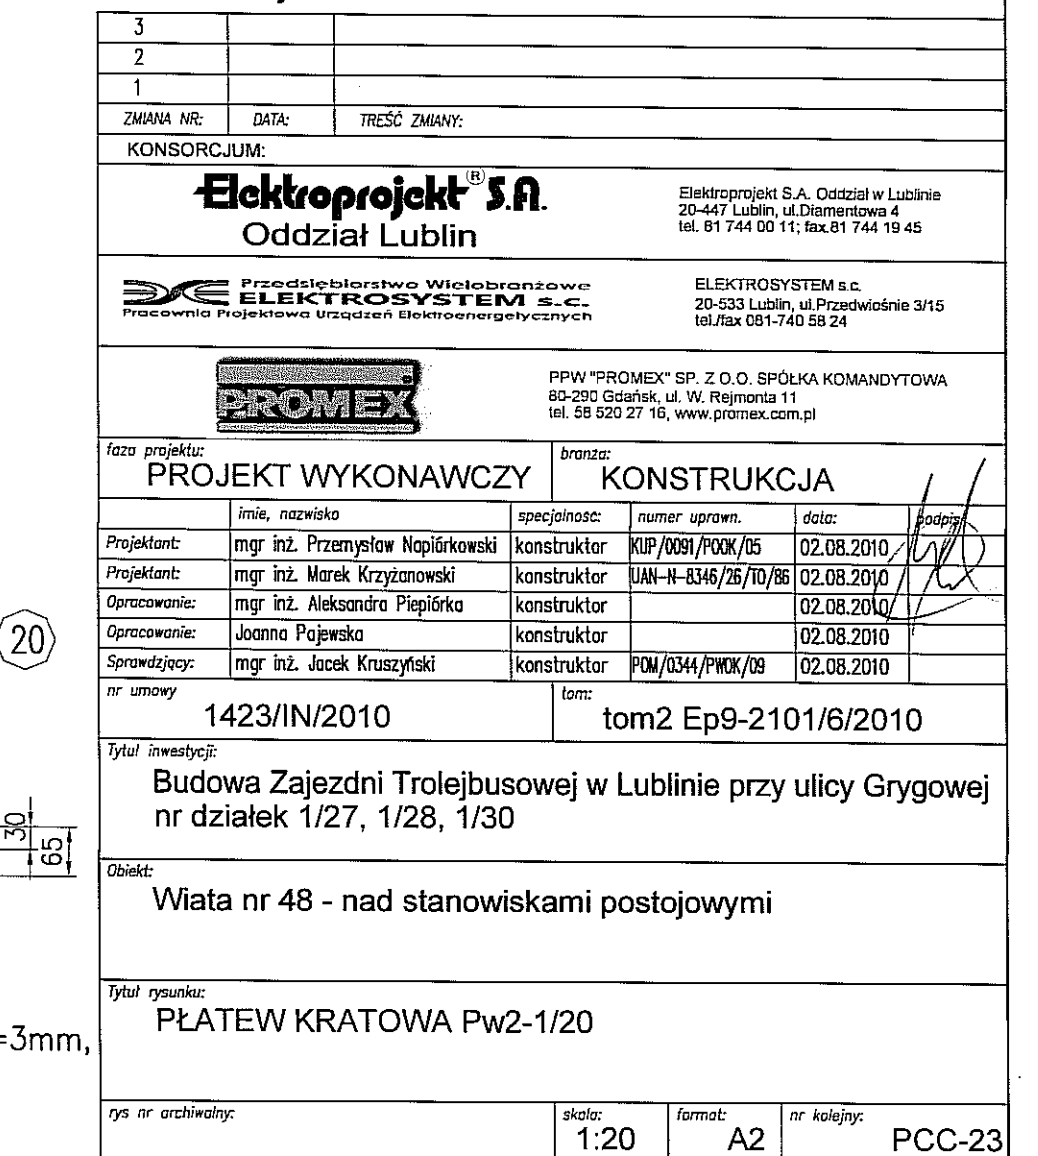 3
2
1
ZMIANA NR: DATA: TREŚĆ ZMIANY:
KONSORCJUM:
Elektroprojekt® S.A.
Oddział Lublin
Elektroprojekt S.A. Oddział w Lublinie
20-447 Lublin, ul.Diamentowa 4
tel. 81 744 00 11; fax.81 744 19 45
Przedsiębiorstwo Wielobranżowe
ELEKTROSYSTEM s.c.
Pracownia Projektowa Urządzeń Elektroenergetycznych
ELEKTROSYSTEM s.c.
20-533 Lublin, ul.Przedwiośnie 3/15
tel./fax 081-740 58 24
PROMEX
PPW "PROMEX" SP. Z O.O. SPÓŁKA KOMANDYTOWA
80-290 Gdańsk, ul. W. Rejmonta 11
tel. 58 520 27 16, www.promex.com.pl
faza projektu: branża:
PROJEKT WYKONAWCZY KONSTRUKCJA
imie, nazwisko specjalnosc: numer uprawn. data: podpis
Projektant: mgr inż. Przemysław Napiórkowski konstruktor KUP/0091/POOK/05 02.08.2010
Projektant: mgr inż. Marek Krzyżanowski konstruktor UAN-N-8346/26/TO/86 02.08.2010
Opracowanie: mgr inż. Aleksandra Piepiórka konstruktor 02.08.2010
Opracowanie: Joanna Pajewska konstruktor 02.08.2010
Sprawdzający: mgr inż. Jacek Kruszyński konstruktor POM/0344/PWOK/09 02.08.2010
20
nr umowy tom:
1423/IN/2010 tom2 Ep9-2101/6/2010
Tytuł inwestycji:
Budowa Zajezdni Trolejbusowej w Lublinie przy ulicy Grygowej
nr działek 1/27, 1/28, 1/30
30
65
Obiekt:
Wiata nr 48 - nad stanowiskami postojowymi
Tytuł rysunku:
PŁATEW KRATOWA Pw2-1/20
=3mm,
rys nr archiwalny: skala: format: nr kolejny:
1:20 A2 PCC-23